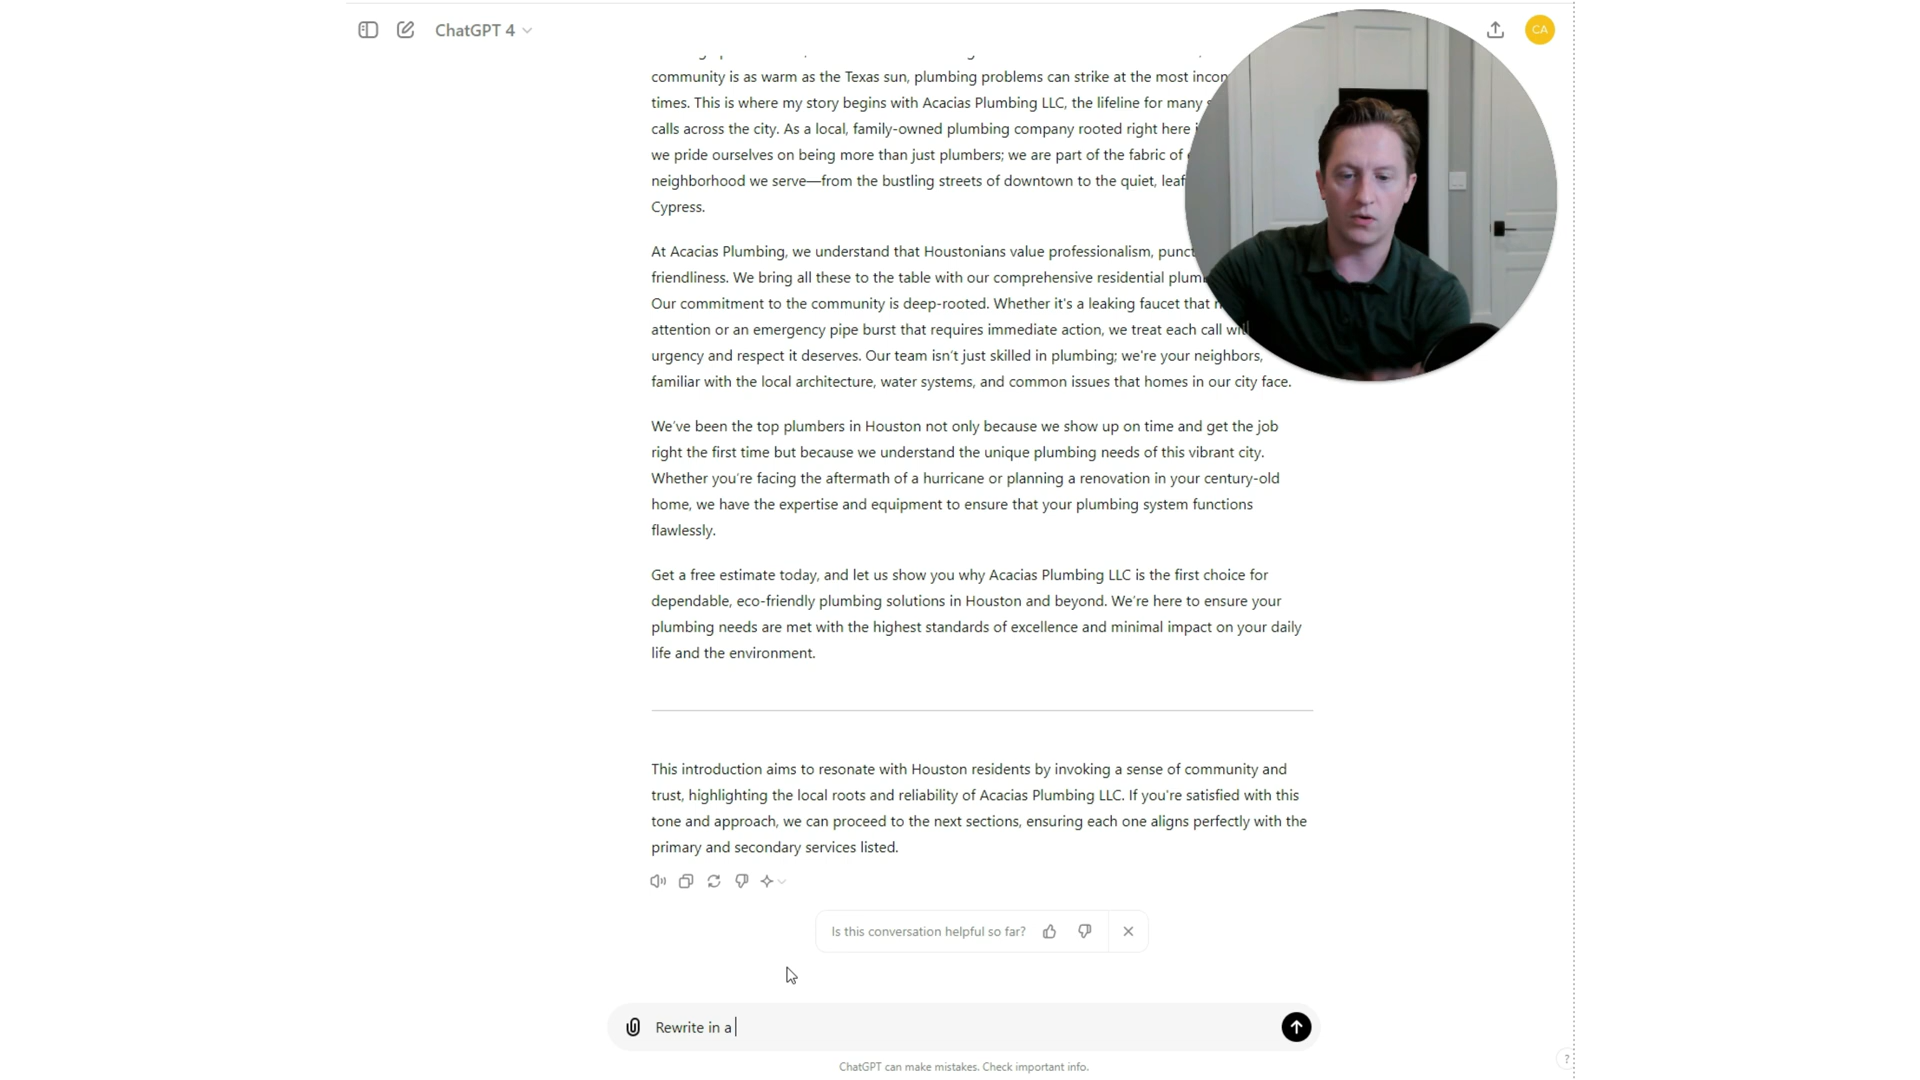 ChatGPT 4
CA
community is as warm as the Texas sun, plumbing problems can strike at the most
times. This is where my story begins with Acacias Plumbing LLC, the lifeline for many
calls across the city. As a local, family-owned plumbing company rooted right here
we pride ourselves on being more than just plumbers; we are part of the fabric of
neighborhood we serve—from the bustling streets of downtown to the quiet,
Cypress.
At Acacias Plumbing, we understand that Houstonians value professionalism,
friendliness. We bring all these to the table with our comprehensive residential
Our commitment to the community is deep-rooted. Whether it's a leaking faucet that
attention or an emergency pipe burst that requires immediate action, we treat each call
urgency and respect it deserves. Our team isn't just skilled in plumbing; we're your neighbors,
familiar with the local architecture, water systems, and common issues that homes in our city face.
We've been the top plumbers in Houston not only because we show up on time and get the job
right the first time but because we understand the unique plumbing needs of this vibrant city.
Whether you're facing the aftermath of a hurricane or planning a renovation in your century-old
home, we have the expertise and equipment to ensure that your plumbing system functions
flawlessly.
Get a free estimate today, and let us show you why Acacias Plumbing LLC is the first choice for
dependable, eco-friendly plumbing solutions in Houston and beyond. We're here to ensure your
plumbing needs are met with the highest standards of excellence and minimal impact on your daily
life and the environment.
This introduction aims to resonate with Houston residents by invoking a sense of community and
trust, highlighting the local roots and reliability of Acacias Plumbing LLC. If you're satisfied with this
tone and approach, we can proceed to the next sections, ensuring each one aligns perfectly with the
primary and secondary services listed.
Is this conversation helpful so far?
Rewrite in a
ChatGPT can make mistakes. Check important info.
?